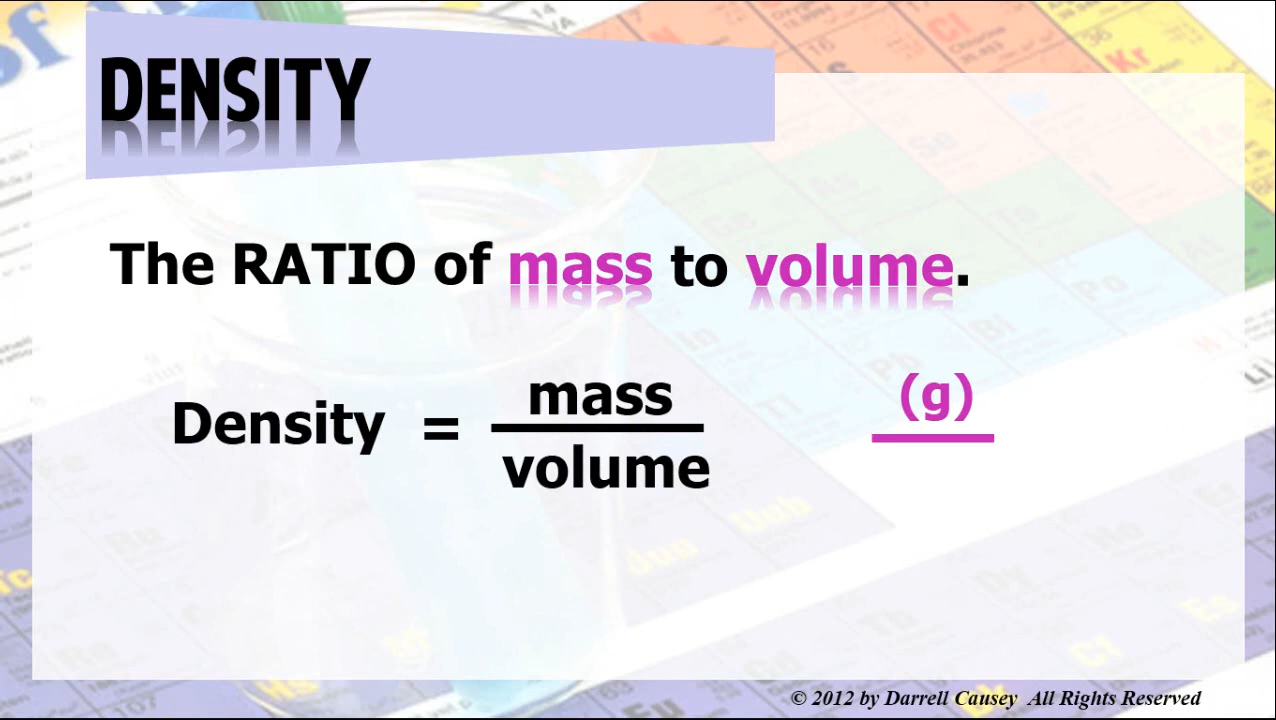 DENSITY
The RATIO of mass to volume.
Density = mass (g)
volume
© 2012 by Darrell Causey All Rights Reserved